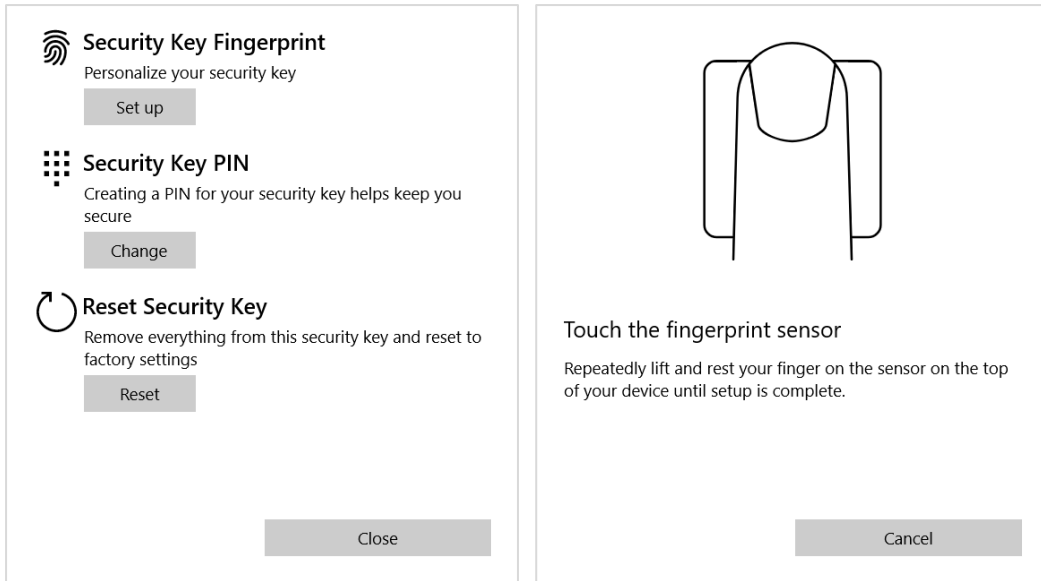 Security Key Fingerprint
Personalize your security key
Set up
Security Key PIN
Creating a PIN for your security key helps keep you
secure
Change
Reset Security Key
Remove everything from this security key and reset to
factory settings
Reset
Close
Touch the fingerprint sensor
Repeatedly lift and rest your finger on the sensor on the top
of your device until setup is complete.
Cancel